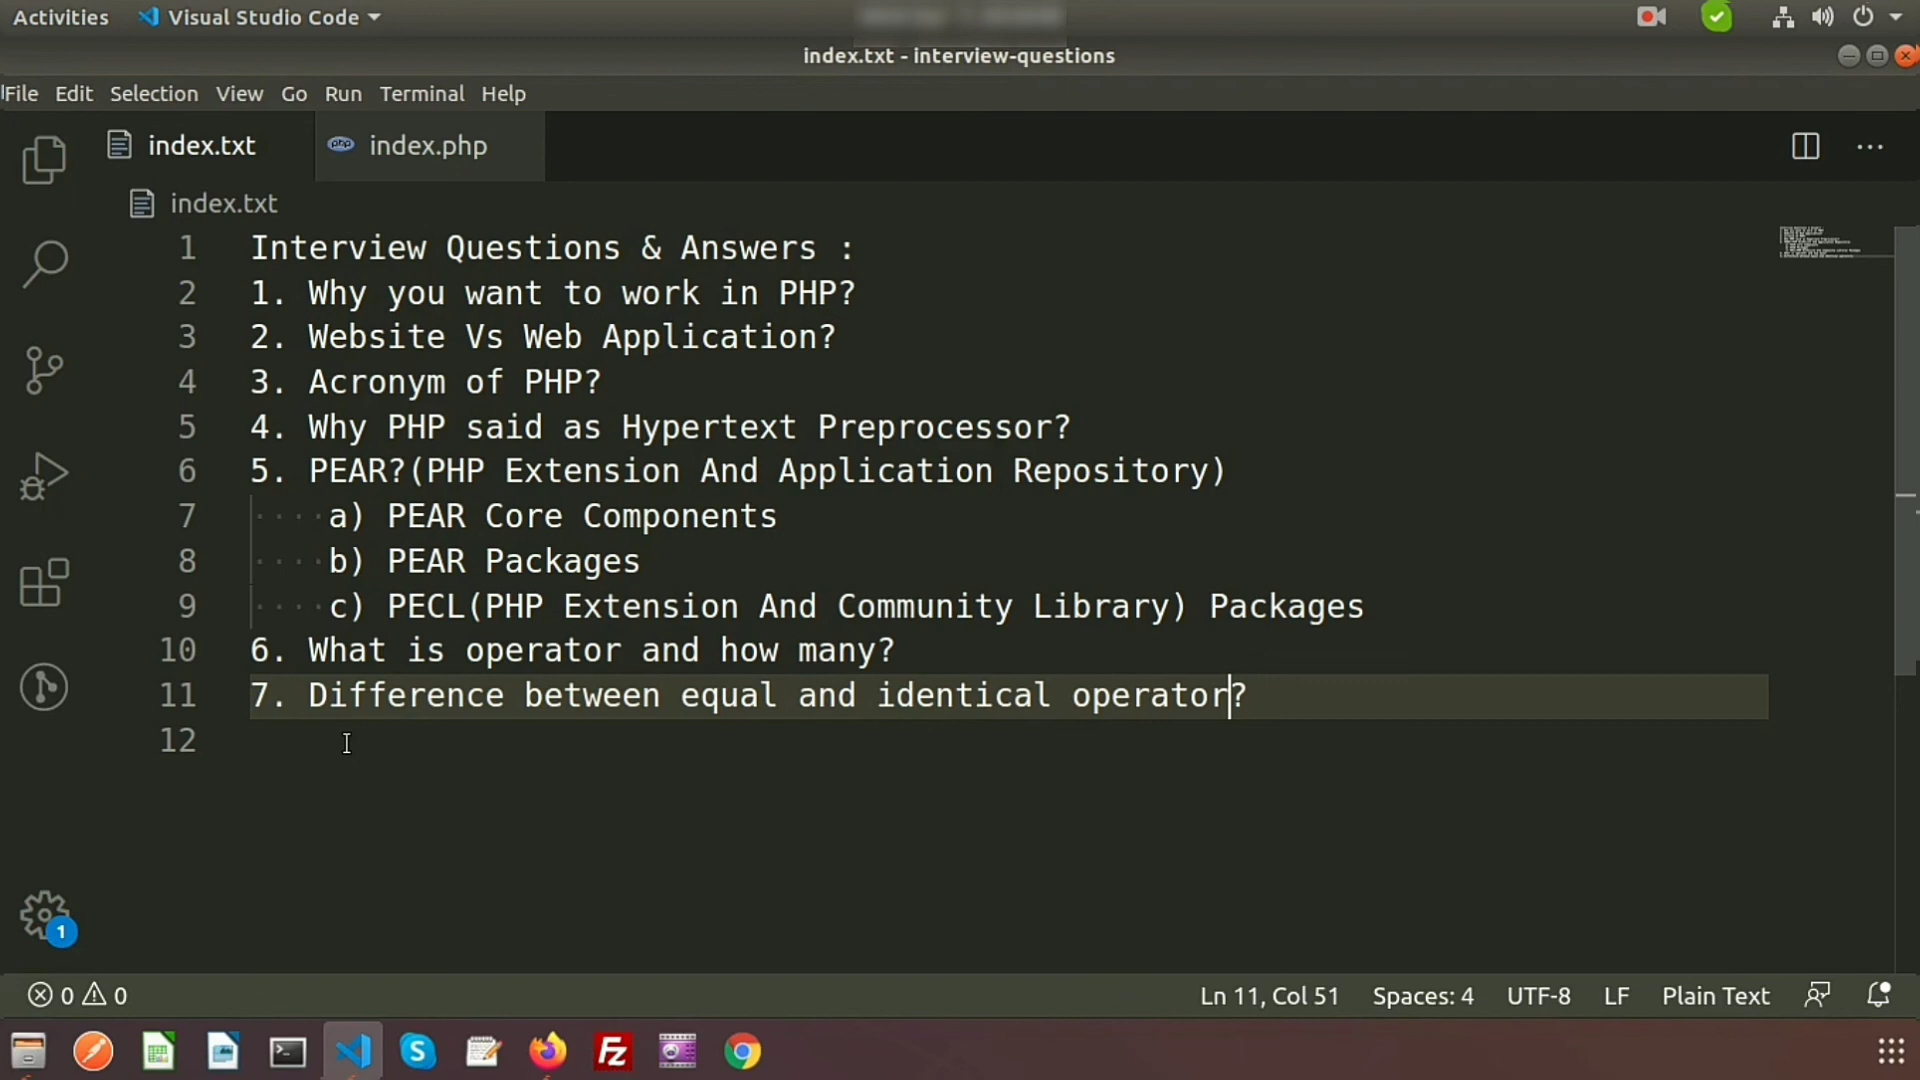 Activities Visual Studio Code
index.txt - interview-questions
File Edit Selection View Go Run Terminal Help
index.txt index.php
index.txt
1 Interview Questions & Answers :
2 1. Why you want to work in PHP?
3 2. Website Vs Web Application?
4 3. Acronym of PHP?
5 4. Why PHP said as Hypertext Preprocessor?
6 5. PEAR?(PHP Extension And Application Repository)
7 a) PEAR Core Components
8 b) PEAR Packages
9 c) PECL(PHP Extension And Community Library) Packages
10 6. What is operator and how many?
11 7. Difference between equal and identical operator?
12
1
0 0 Ln 11, Col 51 Spaces: 4 UTF-8 LF Plain Text